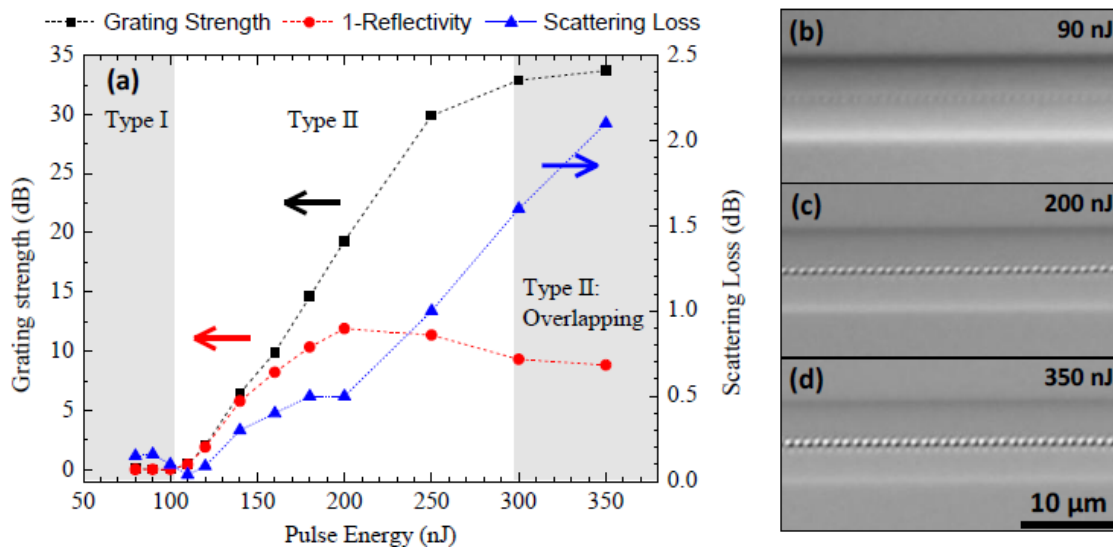 Grating Strength 1-Reflectivity Scattering Loss
(a)
Type I
Type II
Type II:
Overlapping
35
30
25
20
15
10
5
0
Grating strength (dB)
2.5
2.0
1.5
1.0
0.5
0.0
Scattering Loss (dB)
50 100 150 200 250 300 350
Pulse Energy (nJ)
(b) 90 nJ
(c) 200 nJ
(d) 350 nJ
10 µm